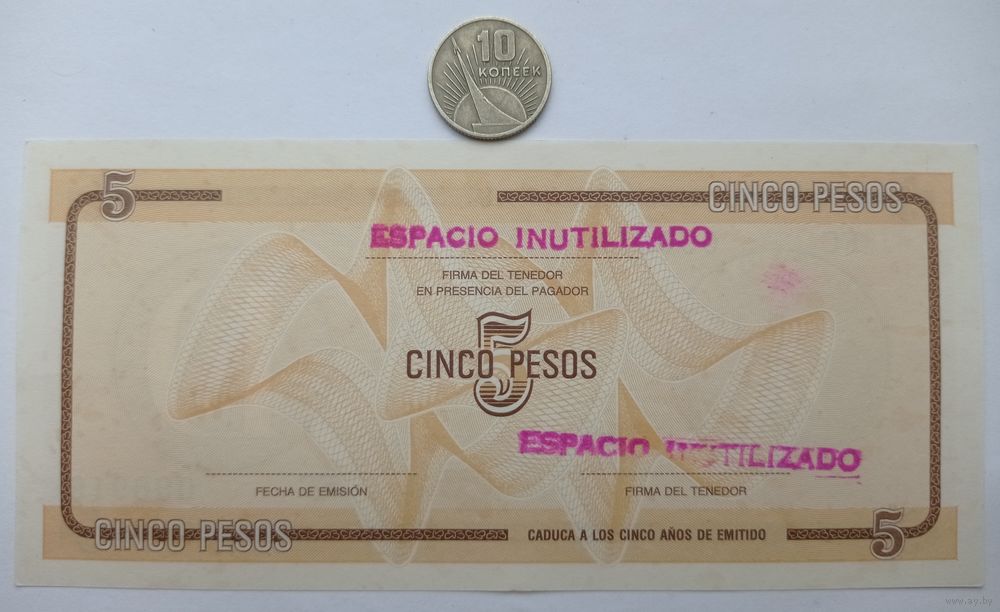 10
КОПЕЕК
5
CINCO PESOS
ESPACIO INUTILIZADO
FIRMA DEL TENEDOR
EN PRESENCIA DEL PAGADOR
5
CINCO PESOS
ESPACIO INUTILIZADO
FECHA DE EMISIÓN
FIRMA DEL TENEDOR
CINCO PESOS
CADUCA A LOS CINCO AÑOS DE EMITIDO
5
www.ay.by